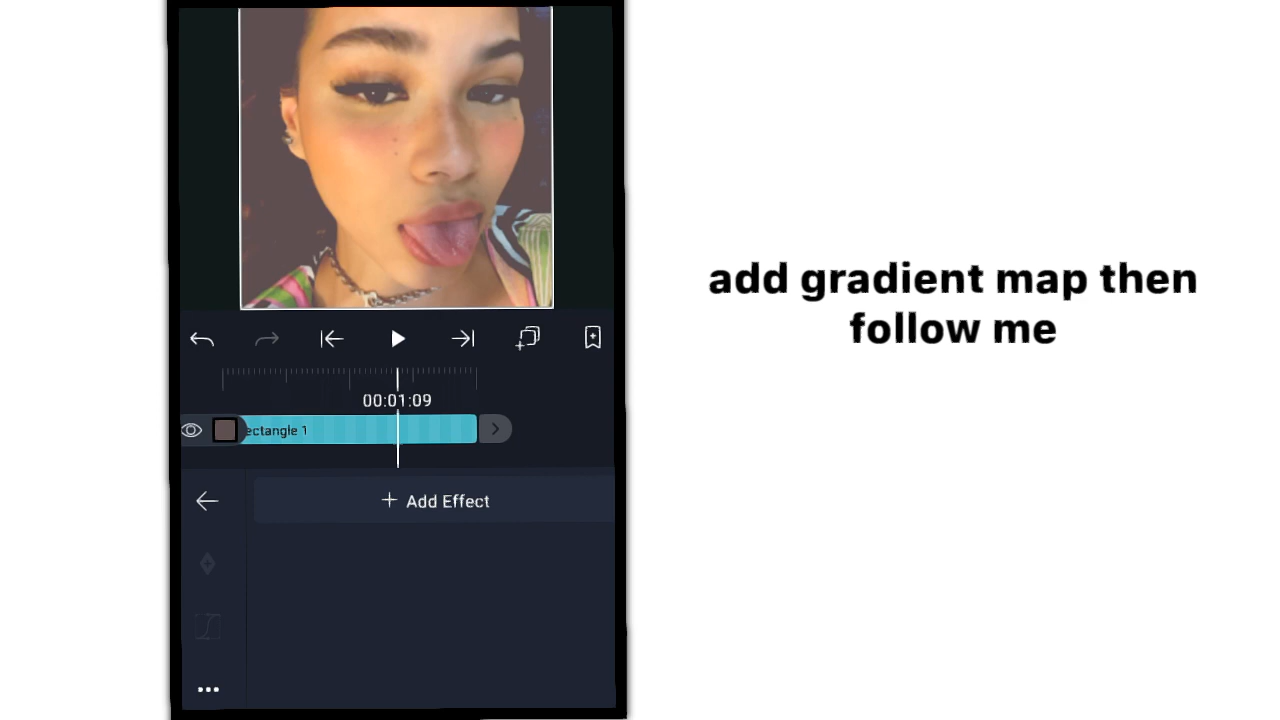 add gradient map then
follow me
00:01:09
ectangle 1
Add Effect